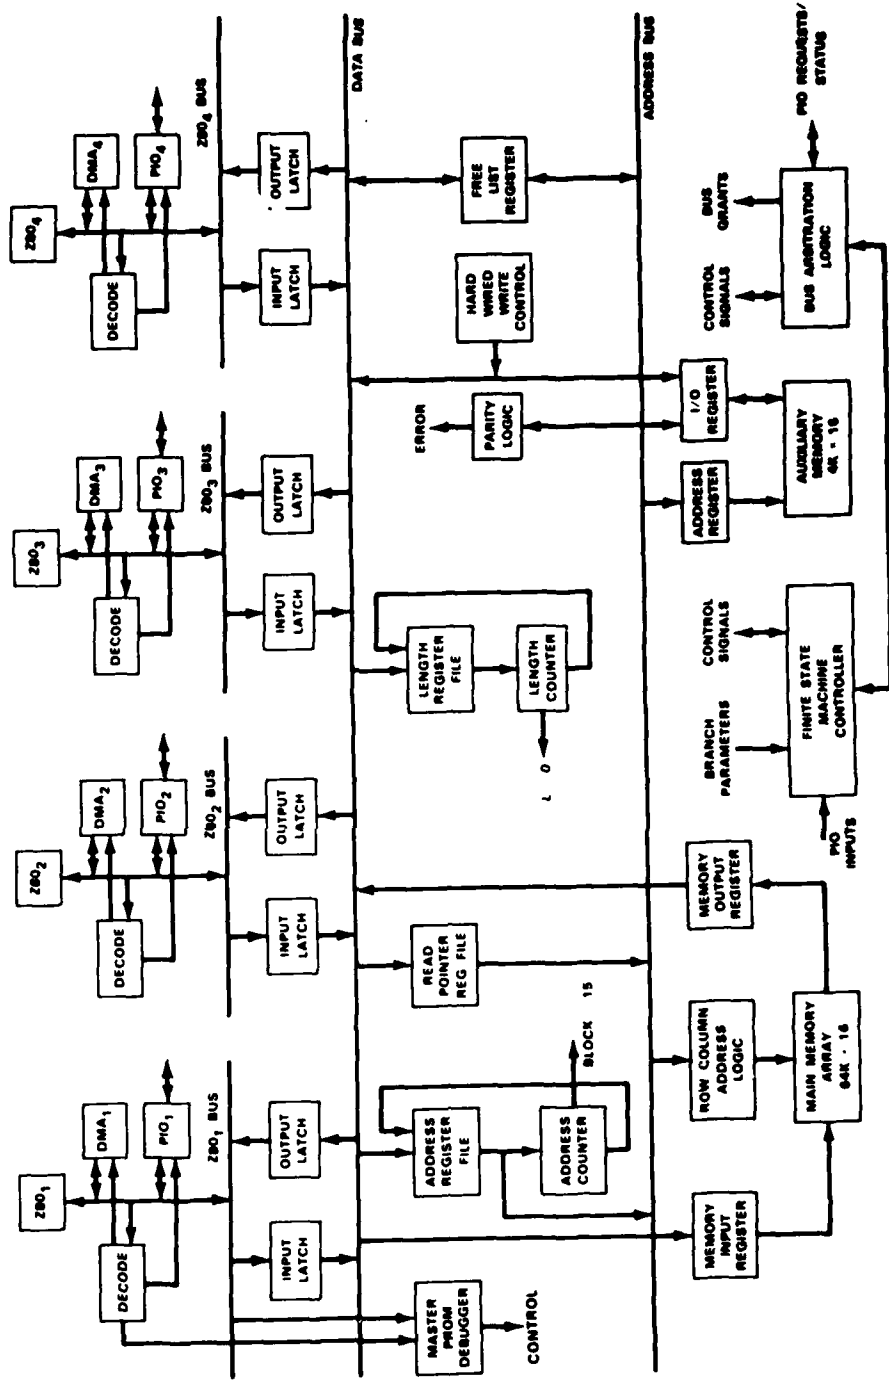 Z80₁
DMA₁
DECODE
PIO₁
Z80₁ BUS
INPUT
LATCH
OUTPUT
LATCH
Z80₂
DMA₂
DECODE
PIO₂
Z80₂ BUS
INPUT
LATCH
OUTPUT
LATCH
Z80₃
DMA₃
DECODE
PIO₃
Z80₃ BUS
INPUT
LATCH
OUTPUT
LATCH
Z80₄
DMA₄
DECODE
PIO₄
Z80₄ BUS
INPUT
LATCH
OUTPUT
LATCH
DATA BUS
MASTER
PROM
DEBUGGER
CONTROL
ADDRESS
REGISTER
FILE
ADDRESS
COUNTER
BLOCK 15
READ
POINTER
REG FILE
LENGTH
REGISTER
FILE
LENGTH
COUNTER
L 0
ERROR
PARITY
LOGIC
HARD
WIRED
WRITE
CONTROL
FREE
LIST
REGISTER
ADDRESS BUS
MEMORY
INPUT
REGISTER
ROW COLUMN
ADDRESS
LOGIC
MEMORY
OUTPUT
REGISTER
MAIN MEMORY
ARRAY
64K · 16
PIO
INPUTS
BRANCH
PARAMETERS
CONTROL
SIGNALS
FINITE STATE
MACHINE
CONTROLLER
ADDRESS
REGISTER
I/O
REGISTER
AUXILIARY
MEMORY
4K · 16
CONTROL
SIGNALS
BUS
GRANTS
BUS ARBITRATION
LOGIC
PIO REQUESTS/
STATUS